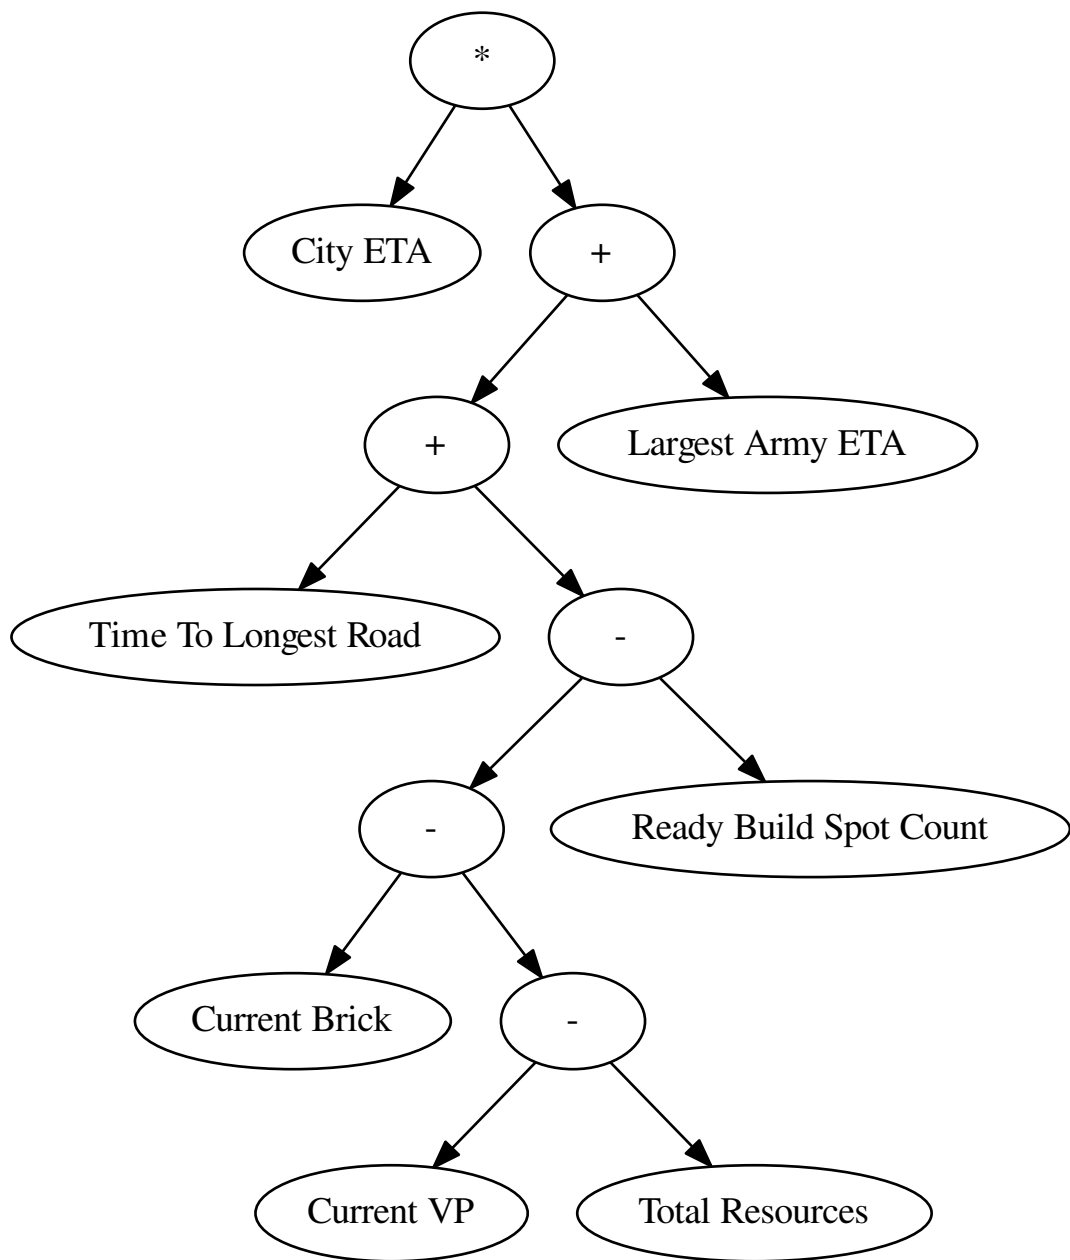 *
City ETA
+
+
Largest Army ETA
Time To Longest Road
-
-
Ready Build Spot Count
Current Brick
-
Current VP
Total Resources